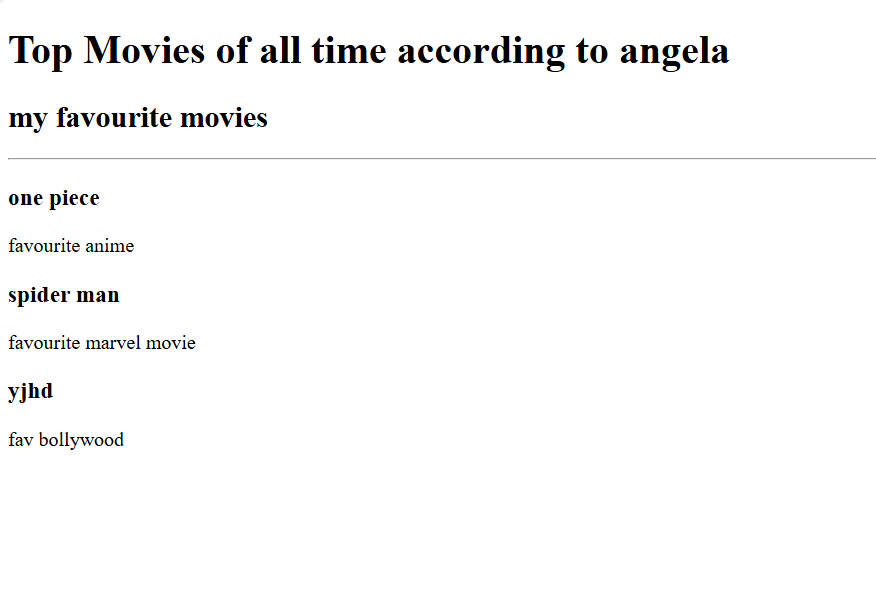 Top Movies of all time according to angela
my favourite movies
one piece
favourite anime
spider man
favourite marvel movie
yjhd
fav bollywood